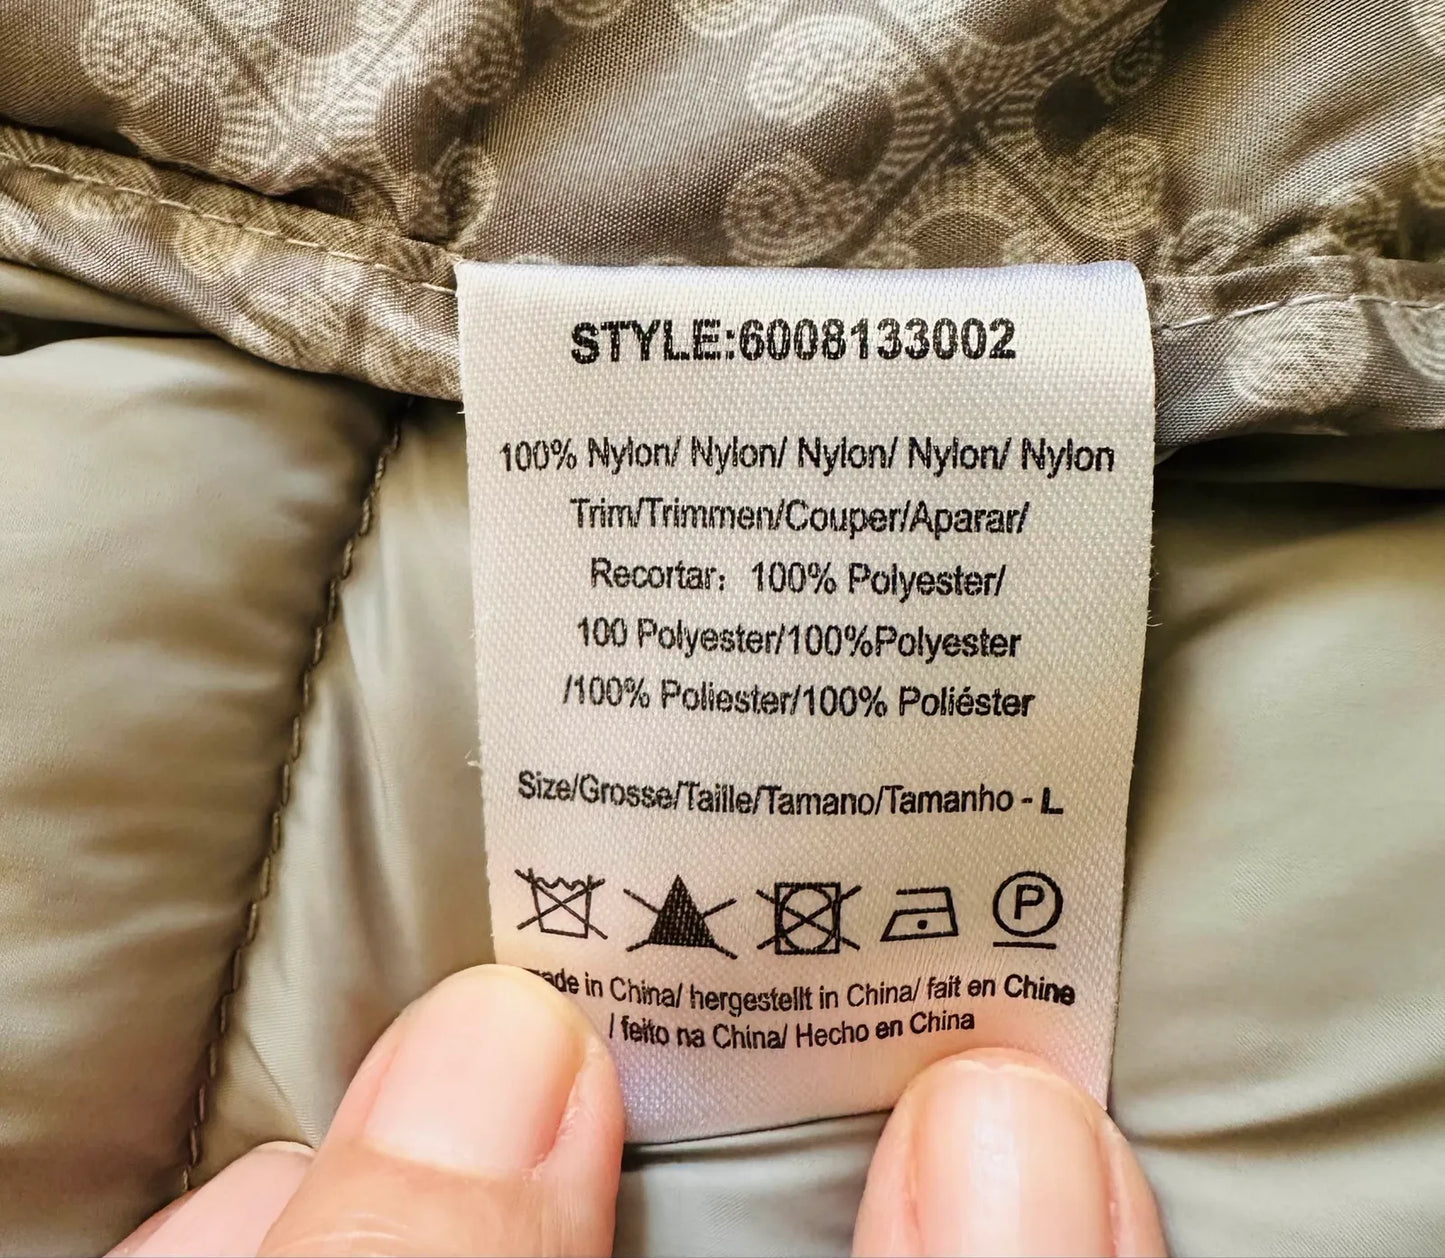 STYLE:6008133002
100% Nylon/ Nylon/ Nylon/ Nylon/ Nylon
Trim/Trimmen/Couper/Aparar/
Recortar: 100% Polyester/
100 Polyester/100%Polyester
/100% Poliester/100% Poliéster
Size/Grosse/Taille/Tamano/Tamanho - L
P
in China/ hergestellt in China/ fait en Chine
/ feito na China/ Hecho en China